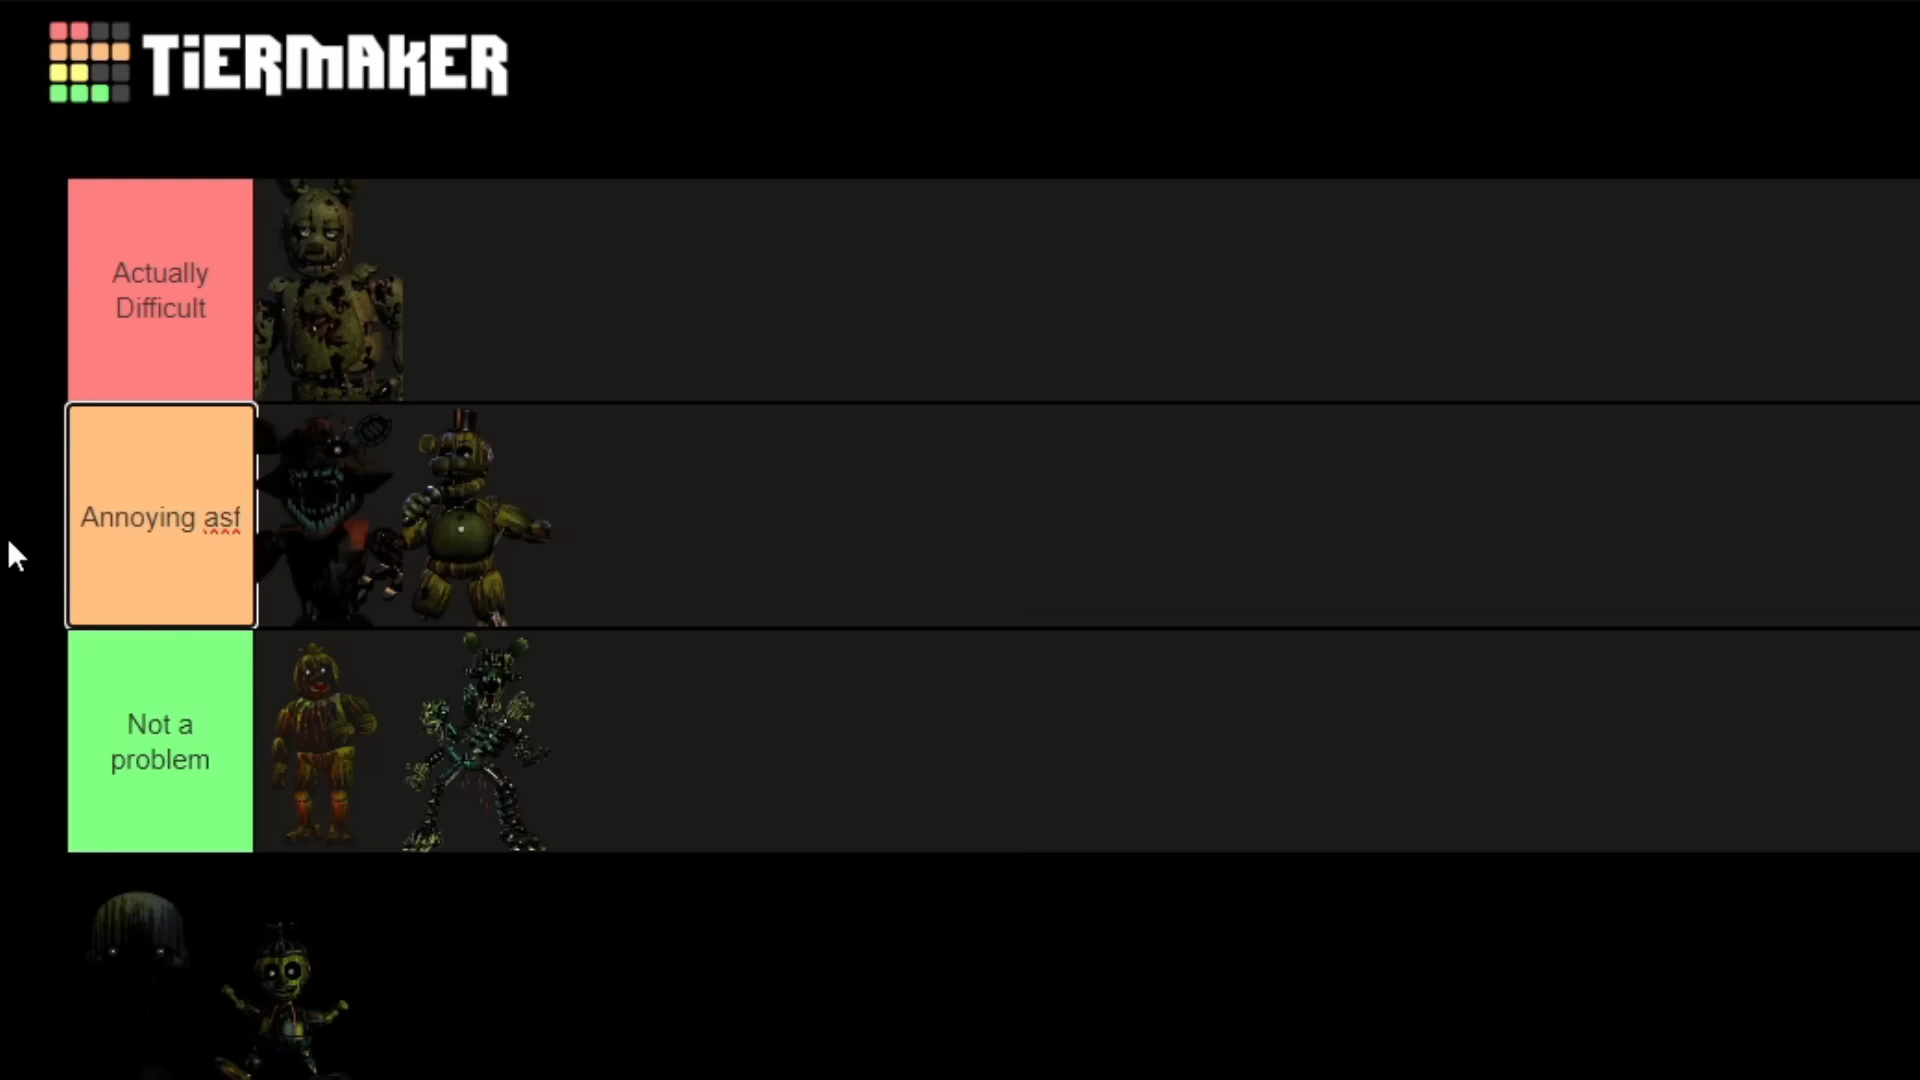 TiERMAKER
Actually
Difficult
Annoying asf
Not a
problem